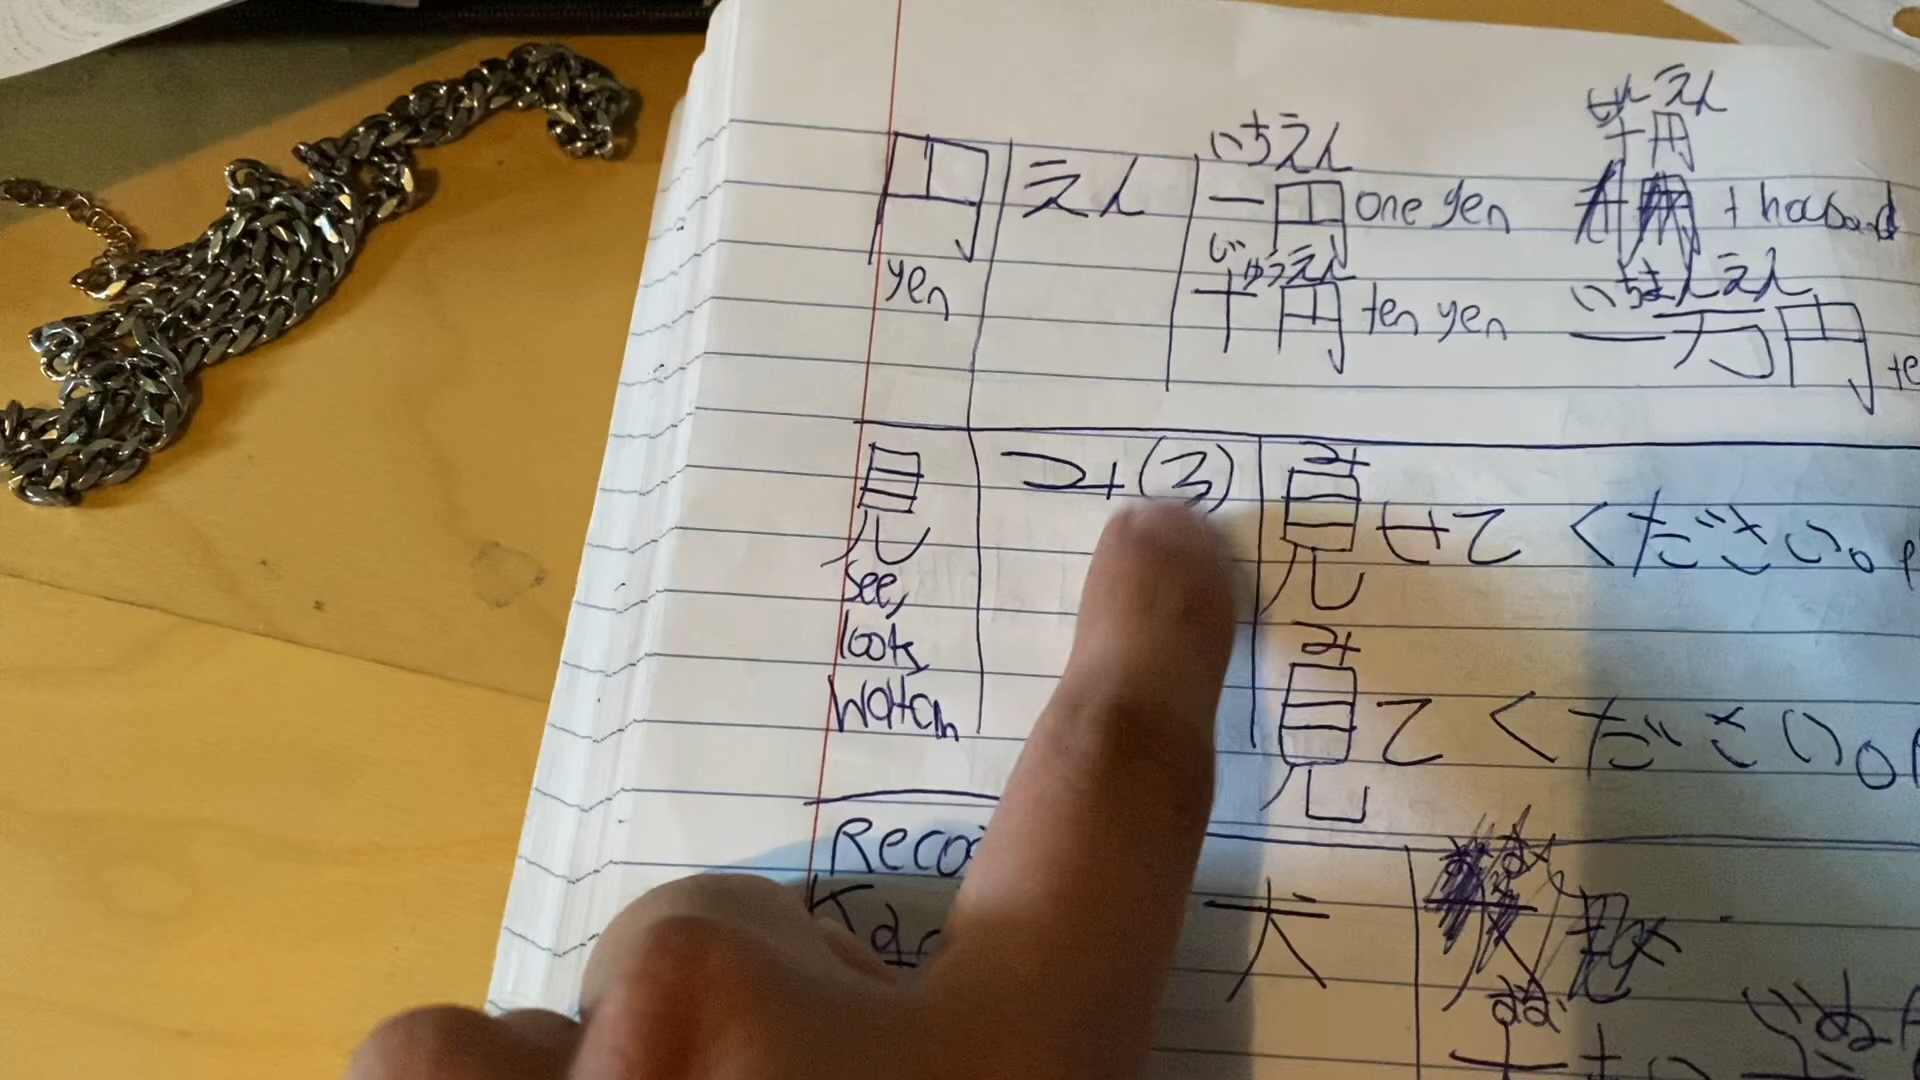 円 えん いちえん せんえん
一円 one yen 千円 thousand
yen じゅうえん いちまんえん
十円 ten yen 一万円
見 み(る) み
見せて ください。
see,
look,
watch み
見てください。
犬